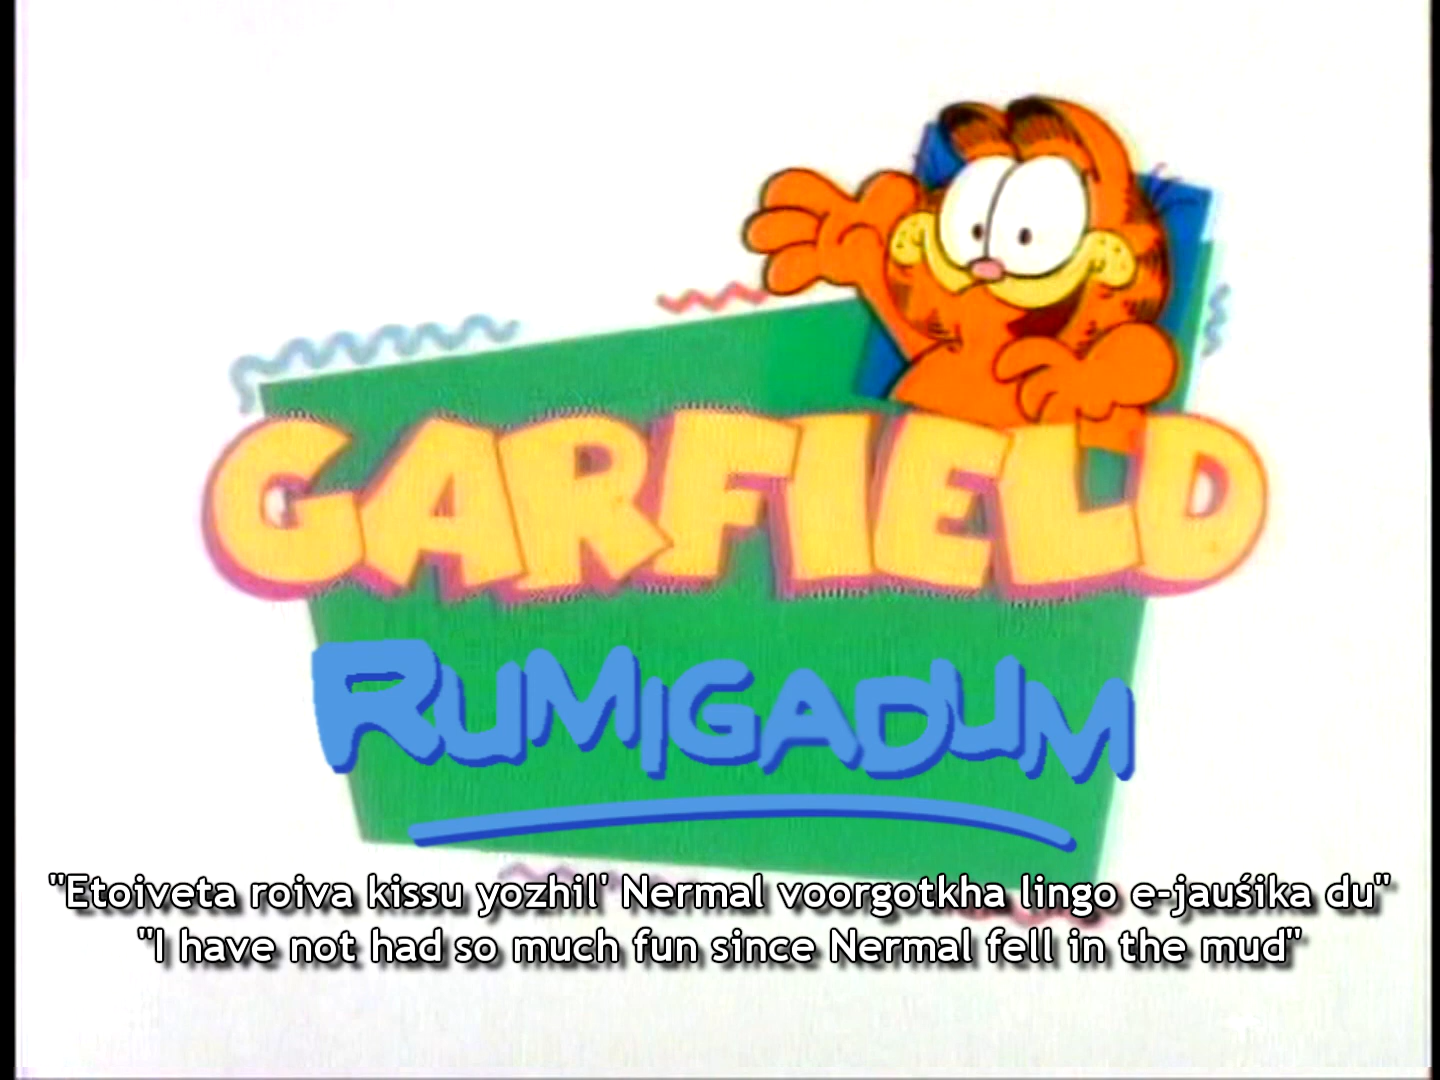 GARFIELD
RUMIGADUM
"Etoiveta roiva kissu yozhil' Nermal voorgotkha lingo e-jauśika du"
"I have not had so much fun since Nermal fell in the mud"